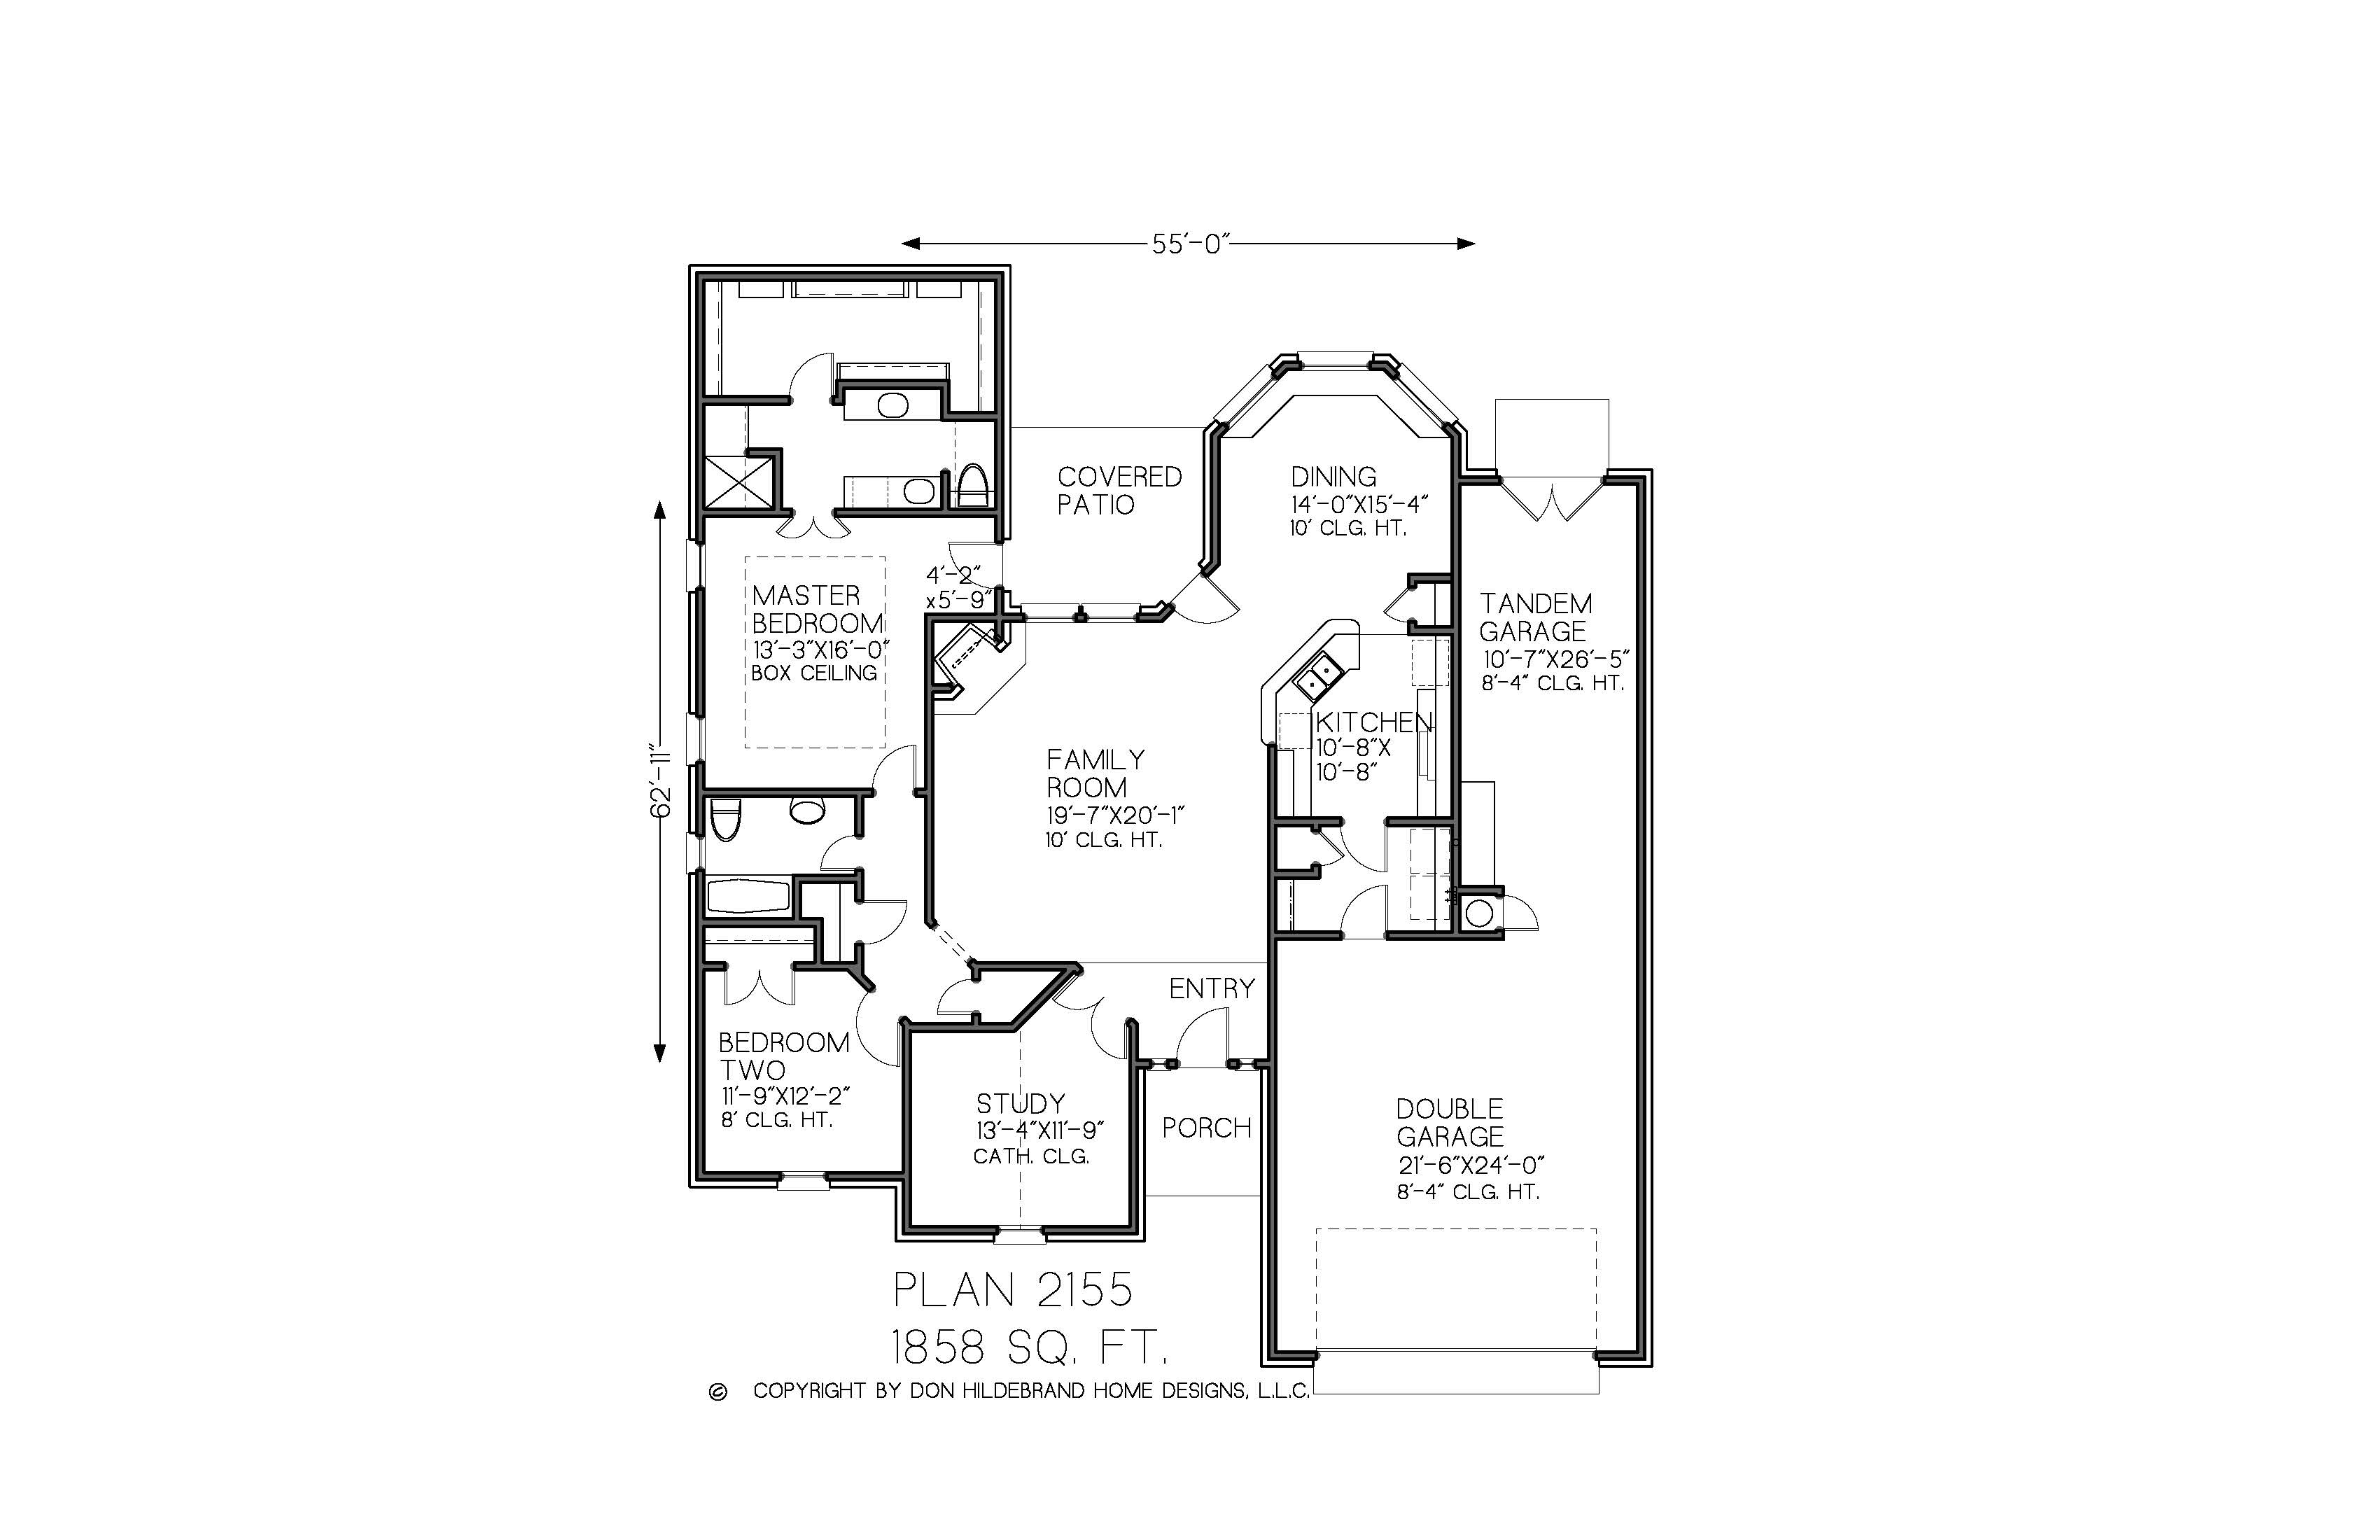 55'-0"
COVERED
PATIO
DINING
14'-0"X15'-4"
10' CLG. HT.
4'-2"
x5'-9"
MASTER
BEDROOM
13'-3"X16'-0"
BOX CEILING
TANDEM
GARAGE
10'-7"X26'-5"
8'-4" CLG. HT.
62'-11"
KITCHEN
10'-8"X
10'-8"
FAMILY
ROOM
19'-7"X20'-1"
10' CLG. HT.
ENTRY
BEDROOM
TWO
11'-9"X12'-2"
8' CLG. HT.
STUDY
13'-4"X11'-9"
CATH. CLG.
PORCH
DOUBLE
GARAGE
21'-6"X24'-0"
8'-4" CLG. HT.
PLAN 2155
1858 SQ. FT.
© COPYRIGHT BY DON HILDEBRAND HOME DESIGNS, L.L.C.